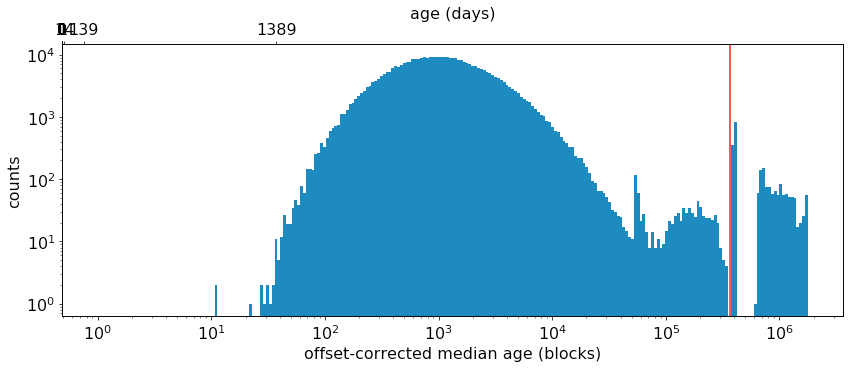 age (days)
139 1389
10⁴
10³
10²
10¹
10⁰
counts
10⁰ 10¹ 10² 10³ 10⁴ 10⁵ 10⁶
offset-corrected median age (blocks)